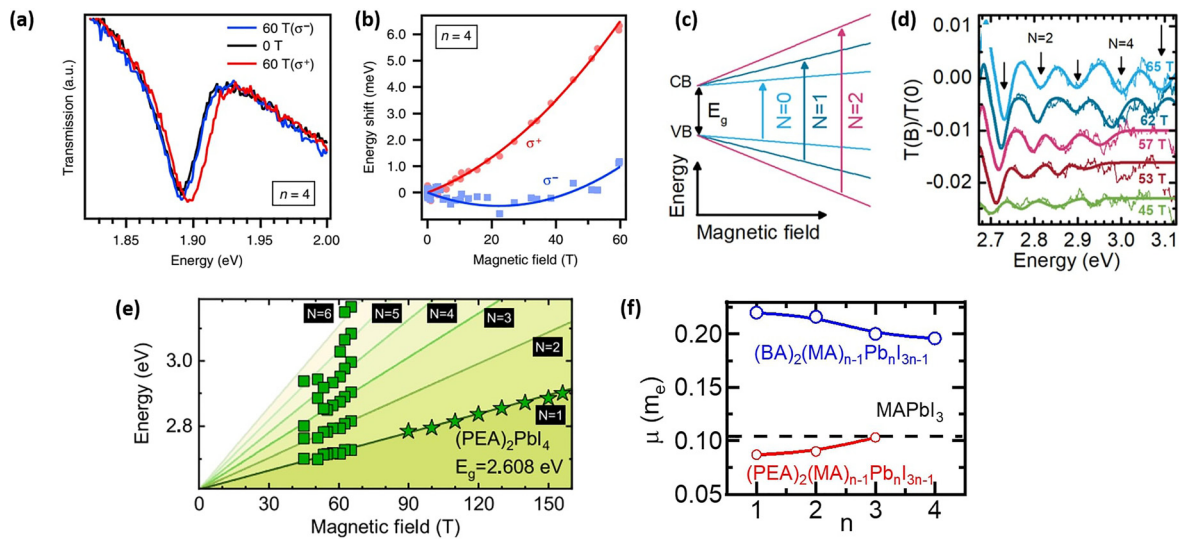 (a)
60 T(σ⁻)
0 T
60 T(σ⁺)
Transmission (a.u.)
n = 4
1.85
1.90
1.95
2.00
Energy (eV)
(b)
n = 4
6.0
5.0
4.0
3.0
2.0
1.0
0
Energy shift (meV)
σ⁺
σ⁻
0
20
40
60
Magnetic field (T)
(c)
CB
Eg
VB
N=0
N=1
N=2
Energy
Magnetic field
(d)
0.01
0.00
-0.01
-0.02
T(B)/T(0)
N=2
N=4
65 T
62 T
57 T
53 T
45 T
2.7
2.8
2.9
3.0
3.1
Energy (eV)
(e)
3.0
2.8
Energy (eV)
N=6
N=5
N=4
N=3
N=2
N=1
(PEA)₂PbI₄
Eg=2.608 eV
0
30
60
90
120
150
Magnetic field (T)
(f)
0.20
0.15
0.10
0.05
μ (mₑ)
(BA)₂(MA)n-1PbnI3n-1
MAPbI₃
(PEA)₂(MA)n-1PbnI3n-1
1
2
3
4
n